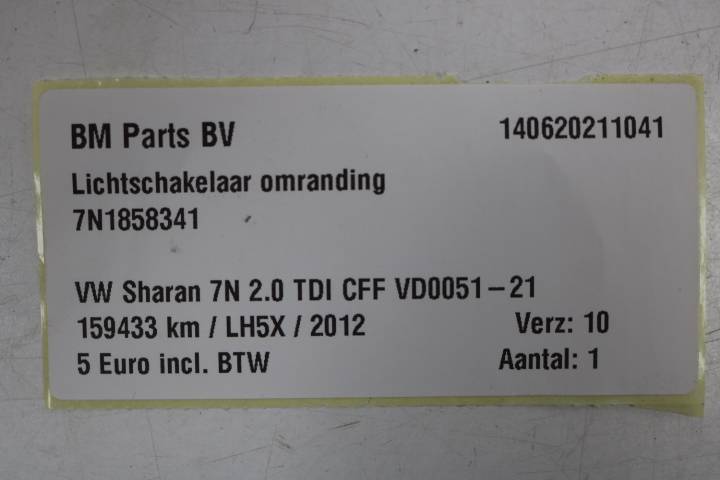 BM Parts BV 140620211041
Lichtschakelaar omranding
7N1858341
VW Sharan 7N 2.0 TDI CFF VD0051-21
159433 km / LH5X / 2012 Verz: 10
5 Euro incl. BTW Aantal: 1